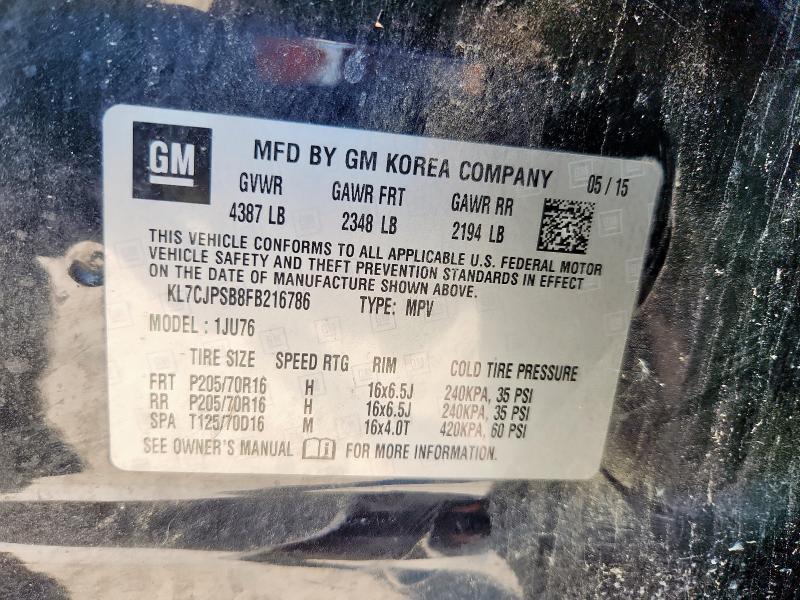 GM
MFD BY GM KOREA COMPANY 05 / 15
GVWR GAWR FRT GAWR RR
4387 LB 2348 LB 2194 LB
THIS VEHICLE CONFORMS TO ALL APPLICABLE U.S. FEDERAL MOTOR
VEHICLE SAFETY AND THEFT PREVENTION STANDARDS IN EFFECT
ON THE DATE OF MANUFACTURE SHOWN ABOVE.
KL7CJPSB8FB216786 TYPE: MPV
MODEL : 1JU76
TIRE SIZE SPEED RTG RIM COLD TIRE PRESSURE
FRT P205/70R16 H 16x6.5J 240KPA, 35 PSI
RR P205/70R16 H 16x6.5J 240KPA, 35 PSI
SPA T125/70D16 M 16x4.0T 420KPA, 60 PSI
SEE OWNER'S MANUAL FOR MORE INFORMATION.